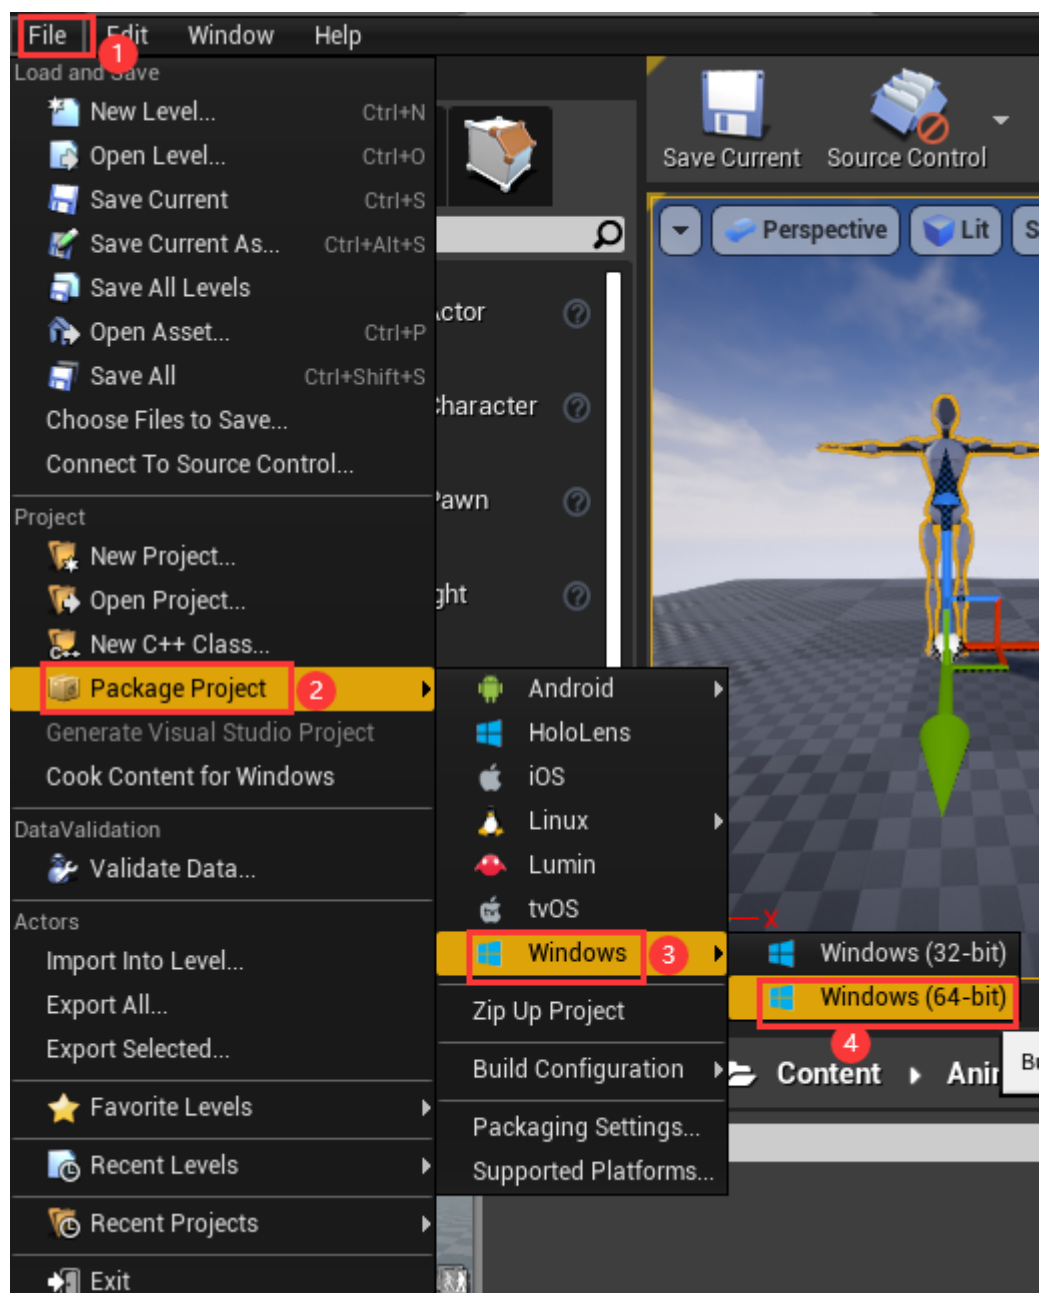 File Edit Window Help
1
Load and Save
New Level... Ctrl+N
Open Level... Ctrl+O
Save Current Ctrl+S
Save Current As... Ctrl+Alt+S
Save All Levels
Open Asset... Ctrl+P
Save All Ctrl+Shift+S
Choose Files to Save...
Connect To Source Control...
Project
New Project...
Open Project...
New C++ Class...
Package Project 2
Generate Visual Studio Project
Cook Content for Windows
DataValidation
Validate Data...
Actors
Import Into Level...
Export All...
Export Selected...
Favorite Levels
Recent Levels
Recent Projects
Exit
Android
HoloLens
iOS
Linux
Lumin
tvOS
Windows 3
Zip Up Project
Build Configuration
Packaging Settings...
Supported Platforms...
Windows (32-bit)
Windows (64-bit)
4
Save Current Source Control
Perspective Lit S
ctor
haracter
awn
ght
X
Content Anir
Bu